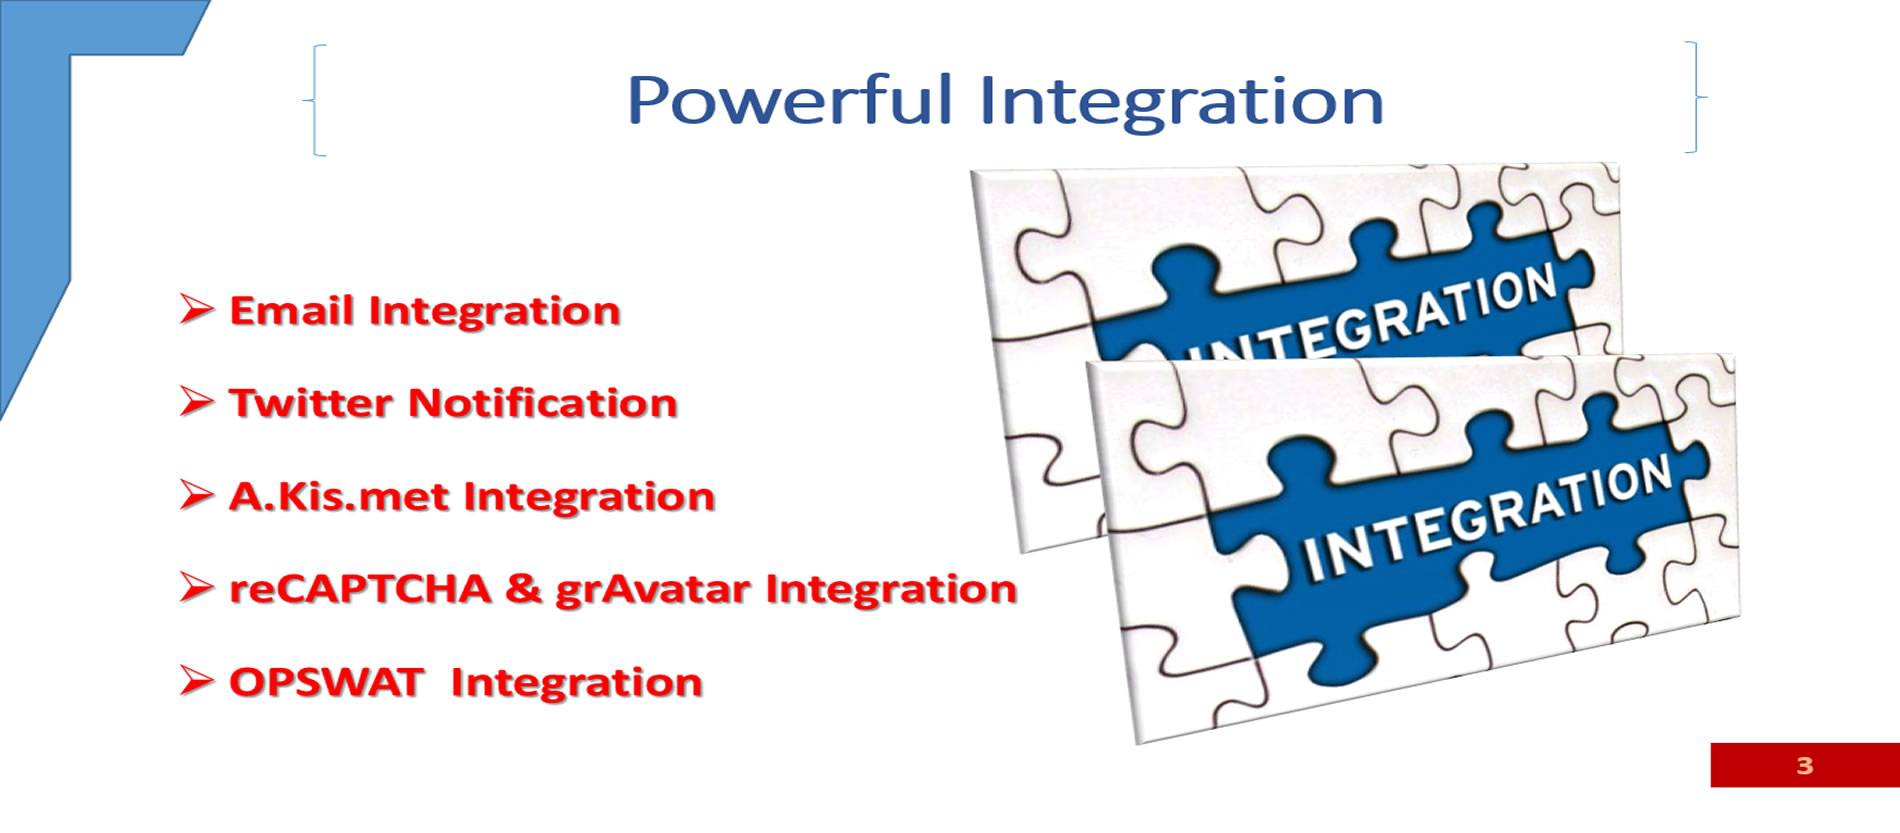 Powerful Integration
Email Integration
Twitter Notification
A.Kis.met Integration
reCAPTCHA & grAvatar Integration
OPSWAT  Integration
INTEGRATION
INTEGRATION
3